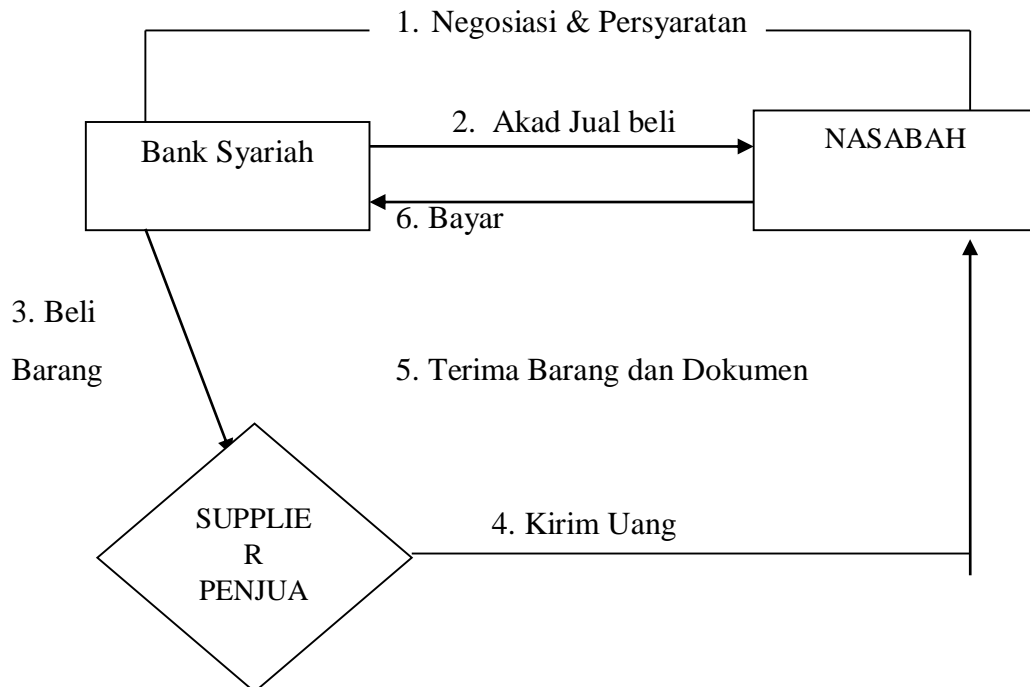 1. Negosiasi & Persyaratan
Bank Syariah
2. Akad Jual beli
NASABAH
6. Bayar
3. Beli
Barang
5. Terima Barang dan Dokumen
SUPPLIE
R
PENJUA
4. Kirim Uang